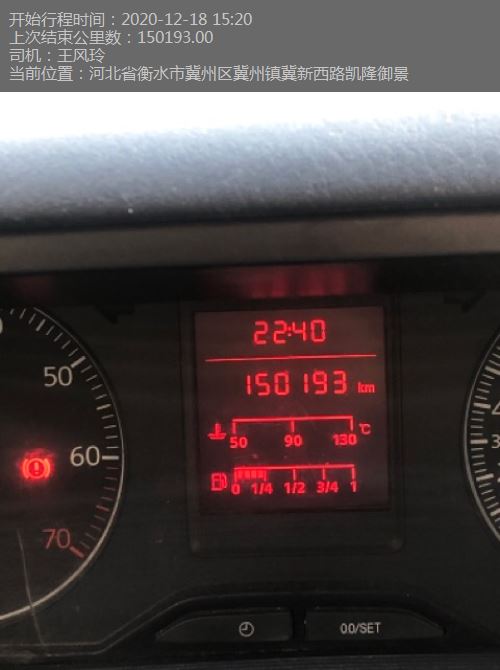 开始行程时间：2020-12-18 15:20
上次结束公里数：150193.00
司机：王风玲
当前位置：河北省衡水市冀州区冀州镇冀新西路凯隆御景
22:40
150193 km
50 90 130 °C
0 1/4 1/2 3/4 1
50
60
70
0.0/SET